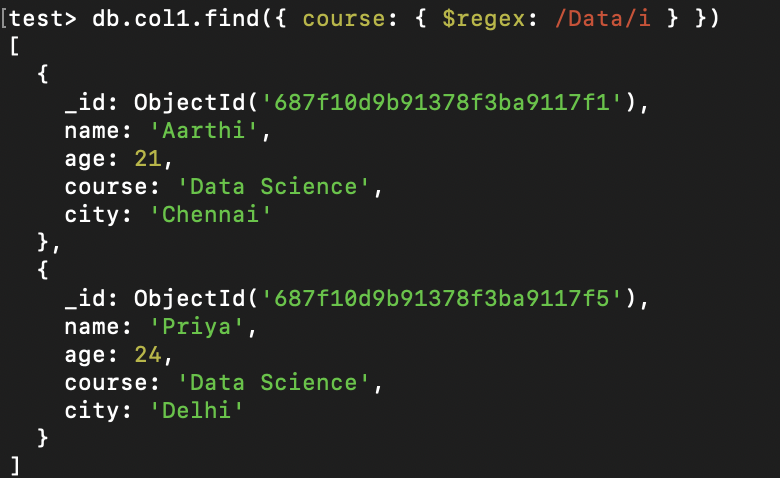 [test> db.col1.find({ course: { $regex: /Data/i } })
[
  {
    _id: ObjectId('687f10d9b91378f3ba9117f1'),
    name: 'Aarthi',
    age: 21,
    course: 'Data Science',
    city: 'Chennai'
  },
  {
    _id: ObjectId('687f10d9b91378f3ba9117f5'),
    name: 'Priya',
    age: 24,
    course: 'Data Science',
    city: 'Delhi'
  }
]